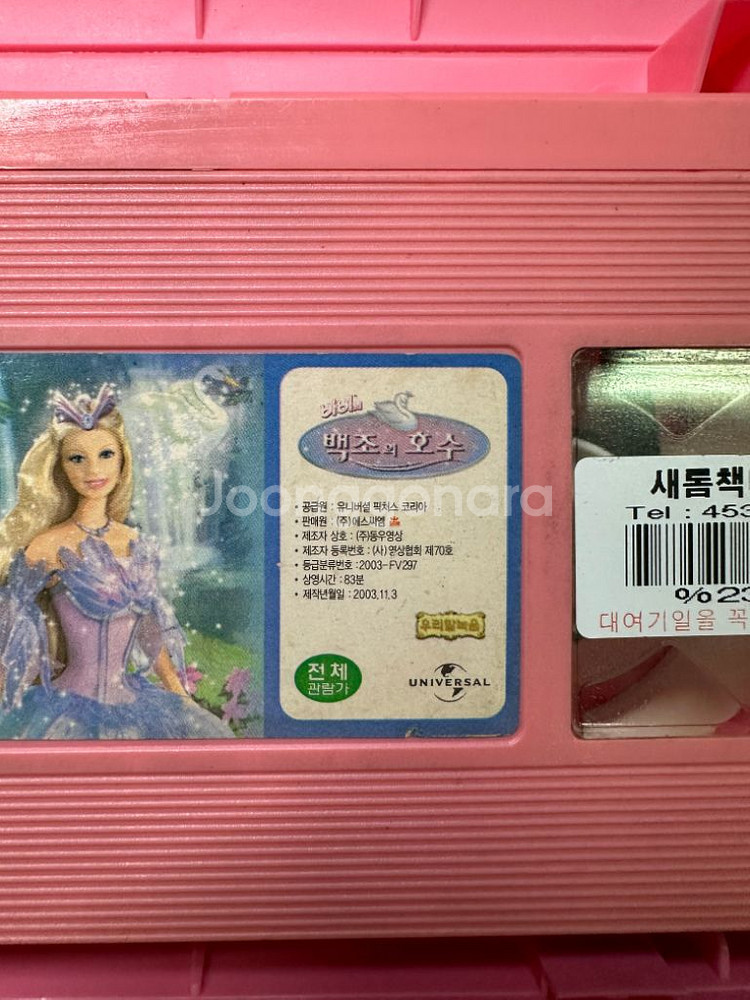 바비의
백조의 호수
• 공급원 : 유니버설 픽처스 코리아
• 판매원 : (주)에스피엠
• 제조자 상호 : (주)동우영상
• 제조자 등록번호 : (사)영상협회 제70호
• 등급분류번호 : 2003-FV297
• 상영시간 : 83분
• 제작년월일 : 2003.11.3
우리말녹음
전체
관람가
UNIVERSAL
새돔책
Tel : 453
%23
대여기일을 꼭
Joongonara